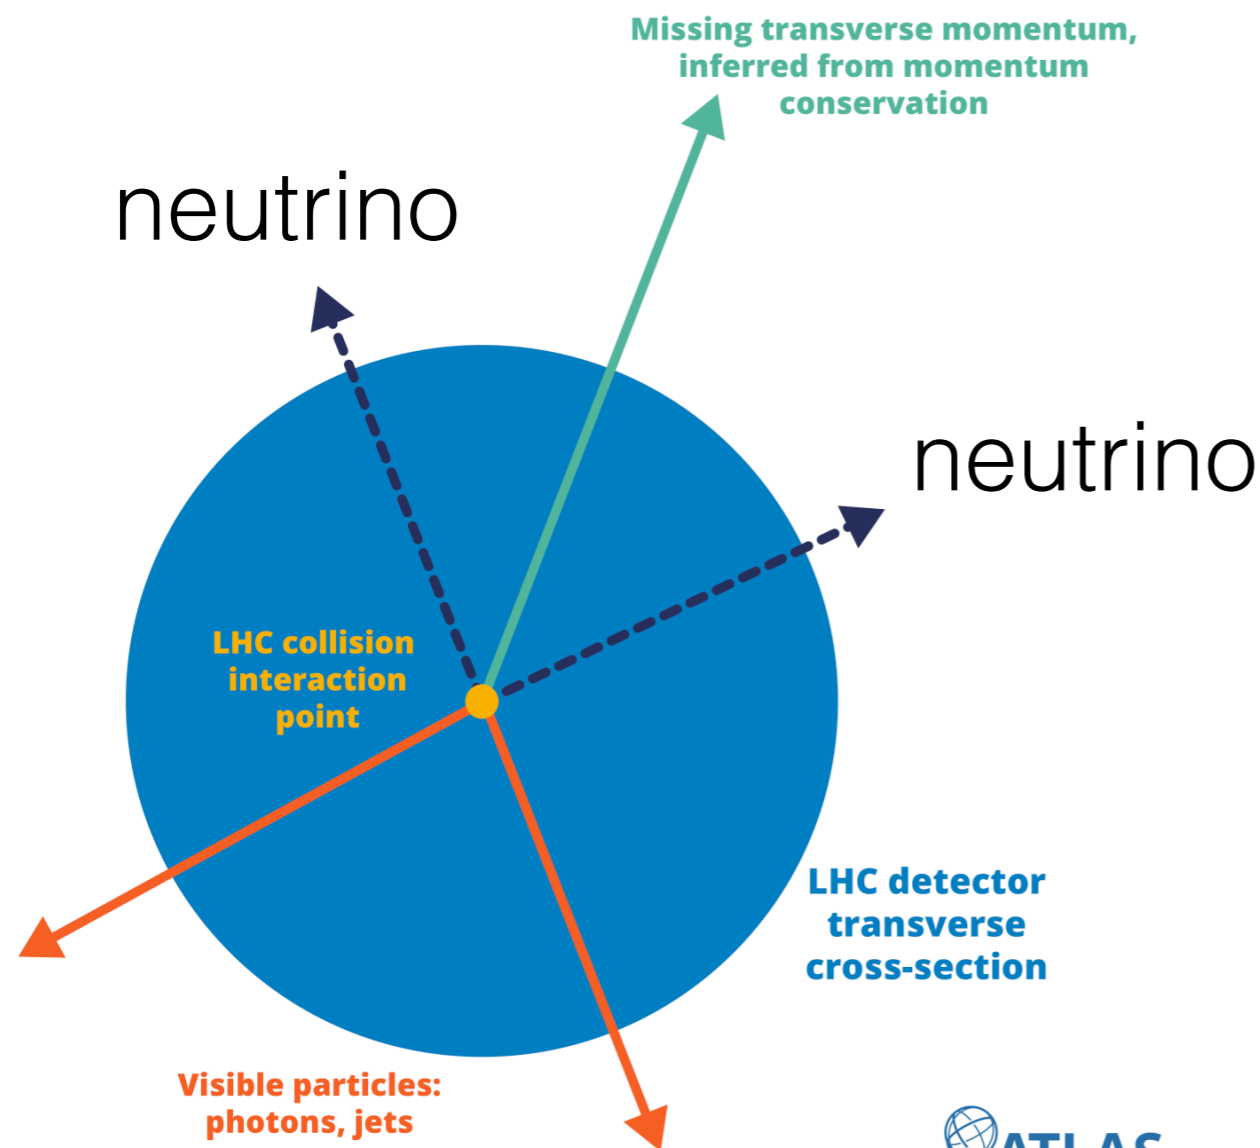 Missing transverse momentum,
inferred from momentum
conservation
neutrino
neutrino
LHC collision
interaction
point
LHC detector
transverse
cross-section
Visible particles:
photons, jets
ATLAS